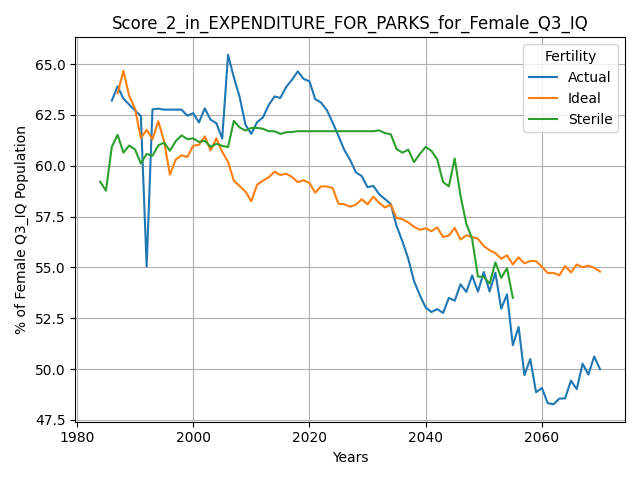 Score_2_in_EXPENDITURE_FOR_PARKS_for_Female_Q3_IQ
Fertility
Actual
Ideal
Sterile
% of Female Q3_IQ Population
65.0
62.5
60.0
57.5
55.0
52.5
50.0
47.5
1980
2000
2020
2040
2060
Years